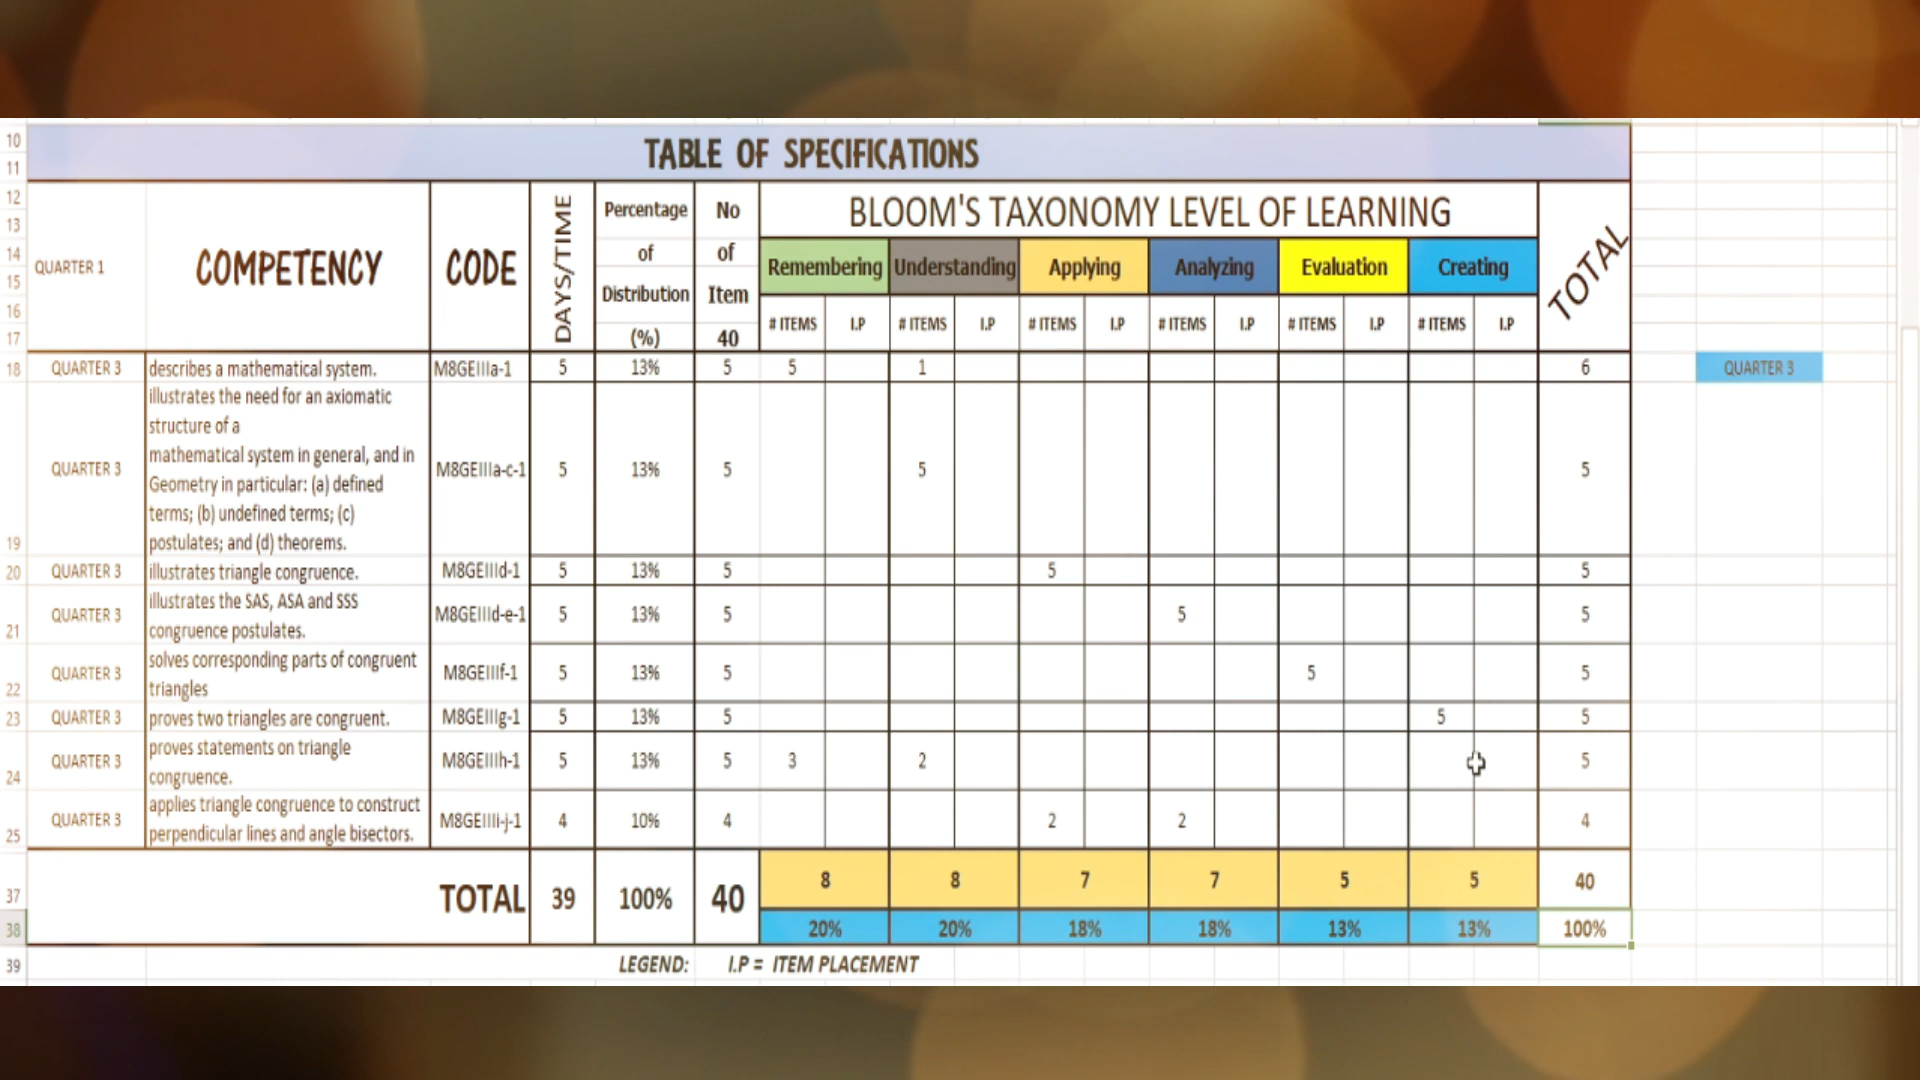 10
11
TABLE OF SPECIFICATIONS
12
13
14
15
16
17
QUARTER 1
COMPETENCY
CODE
DAYS/TIME
Percentage
of
Distribution
(%)
No
of
Item
40
BLOOM'S TAXONOMY LEVEL OF LEARNING
TOTAL
Remembering Understanding Applying Analyzing Evaluation Creating
# ITEMS I.P # ITEMS I.P # ITEMS I.P # ITEMS I.P # ITEMS I.P # ITEMS I.P
18 QUARTER 3 describes a mathematical system. M8GEIIIa-1 5 13% 5 5 1 6 QUARTER 3
illustrates the need for an axiomatic
structure of a
mathematical system in general, and in
QUARTER 3 M8GEIIIa-c-1 5 13% 5 5 5
Geometry in particular: (a) defined
terms; (b) undefined terms; (c)
19 postulates; and (d) theorems.
20 QUARTER 3 illustrates triangle congruence. M8GEIIId-1 5 13% 5 5 5
illustrates the SAS, ASA and SSS
QUARTER 3 M8GEIIId-e-1 5 13% 5 5 5
21 congruence postulates.
solves corresponding parts of congruent
QUARTER 3 M8GEIIIf-1 5 13% 5 5 5
22 triangles
23 QUARTER 3 proves two triangles are congruent. M8GEIIIg-1 5 13% 5 5 5
proves statements on triangle
QUARTER 3 M8GEIIIh-1 5 13% 5 3 2 5
24 congruence.
applies triangle congruence to construct
QUARTER 3 M8GEIIIi-j-1 4 10% 4 2 2 4
25 perpendicular lines and angle bisectors.
37 TOTAL 39 100% 40 8 8 7 7 5 5 40
38 20% 20% 18% 18% 13% 13% 100%
39 LEGEND: I.P = ITEM PLACEMENT